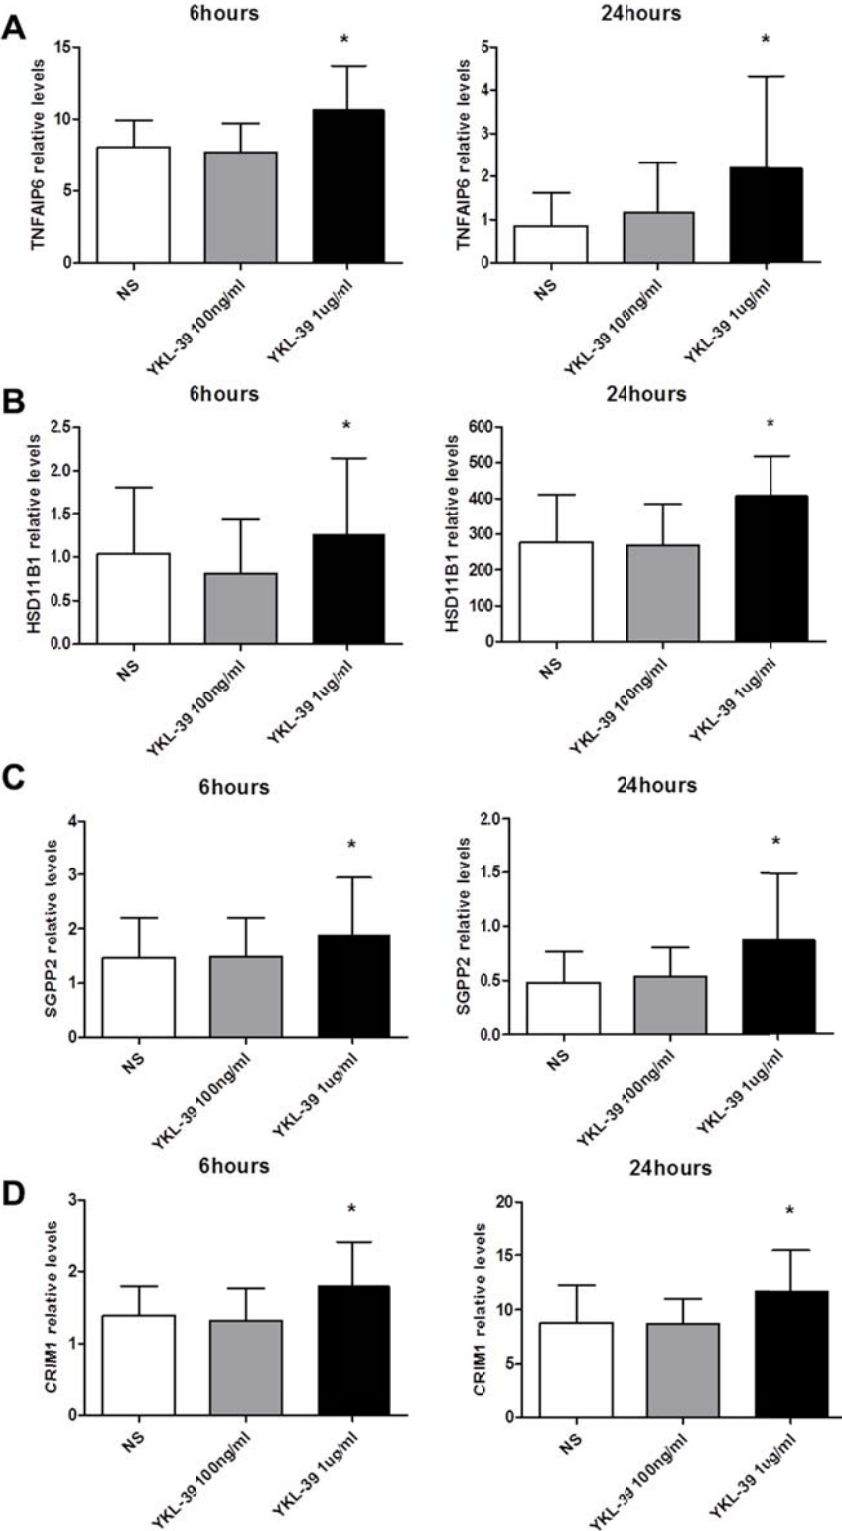 A
6hours
24hours
*
*
TNFAIP6 relative levels
15
10
5
0
TNFAIP6 relative levels
5
4
3
2
1
0
NS
YKL-39 100ng/ml
YKL-39 1ug/ml
NS
YKL-39 100ng/ml
YKL-39 1ug/ml
B
6hours
24hours
*
*
HSD11B1 relative levels
2.5
2.0
1.5
1.0
0.5
0.0
HSD11B1 relative levels
600
500
400
300
200
100
0
NS
YKL-39 100ng/ml
YKL-39 1ug/ml
NS
YKL-39 100ng/ml
YKL-39 1ug/ml
C
6hours
24hours
*
*
SGPP2 relative levels
4
3
2
1
0
SGPP2 relative levels
2.0
1.5
1.0
0.5
0.0
NS
YKL-39 100ng/ml
YKL-39 1ug/ml
NS
YKL-39 100ng/ml
YKL-39 1ug/ml
D
6hours
24hours
*
*
CRIM1 relative levels
3
2
1
0
CRIM1 relative levels
20
15
10
5
0
NS
YKL-39 100ng/ml
YKL-39 1ug/ml
NS
YKL-39 100ng/ml
YKL-39 1ug/ml